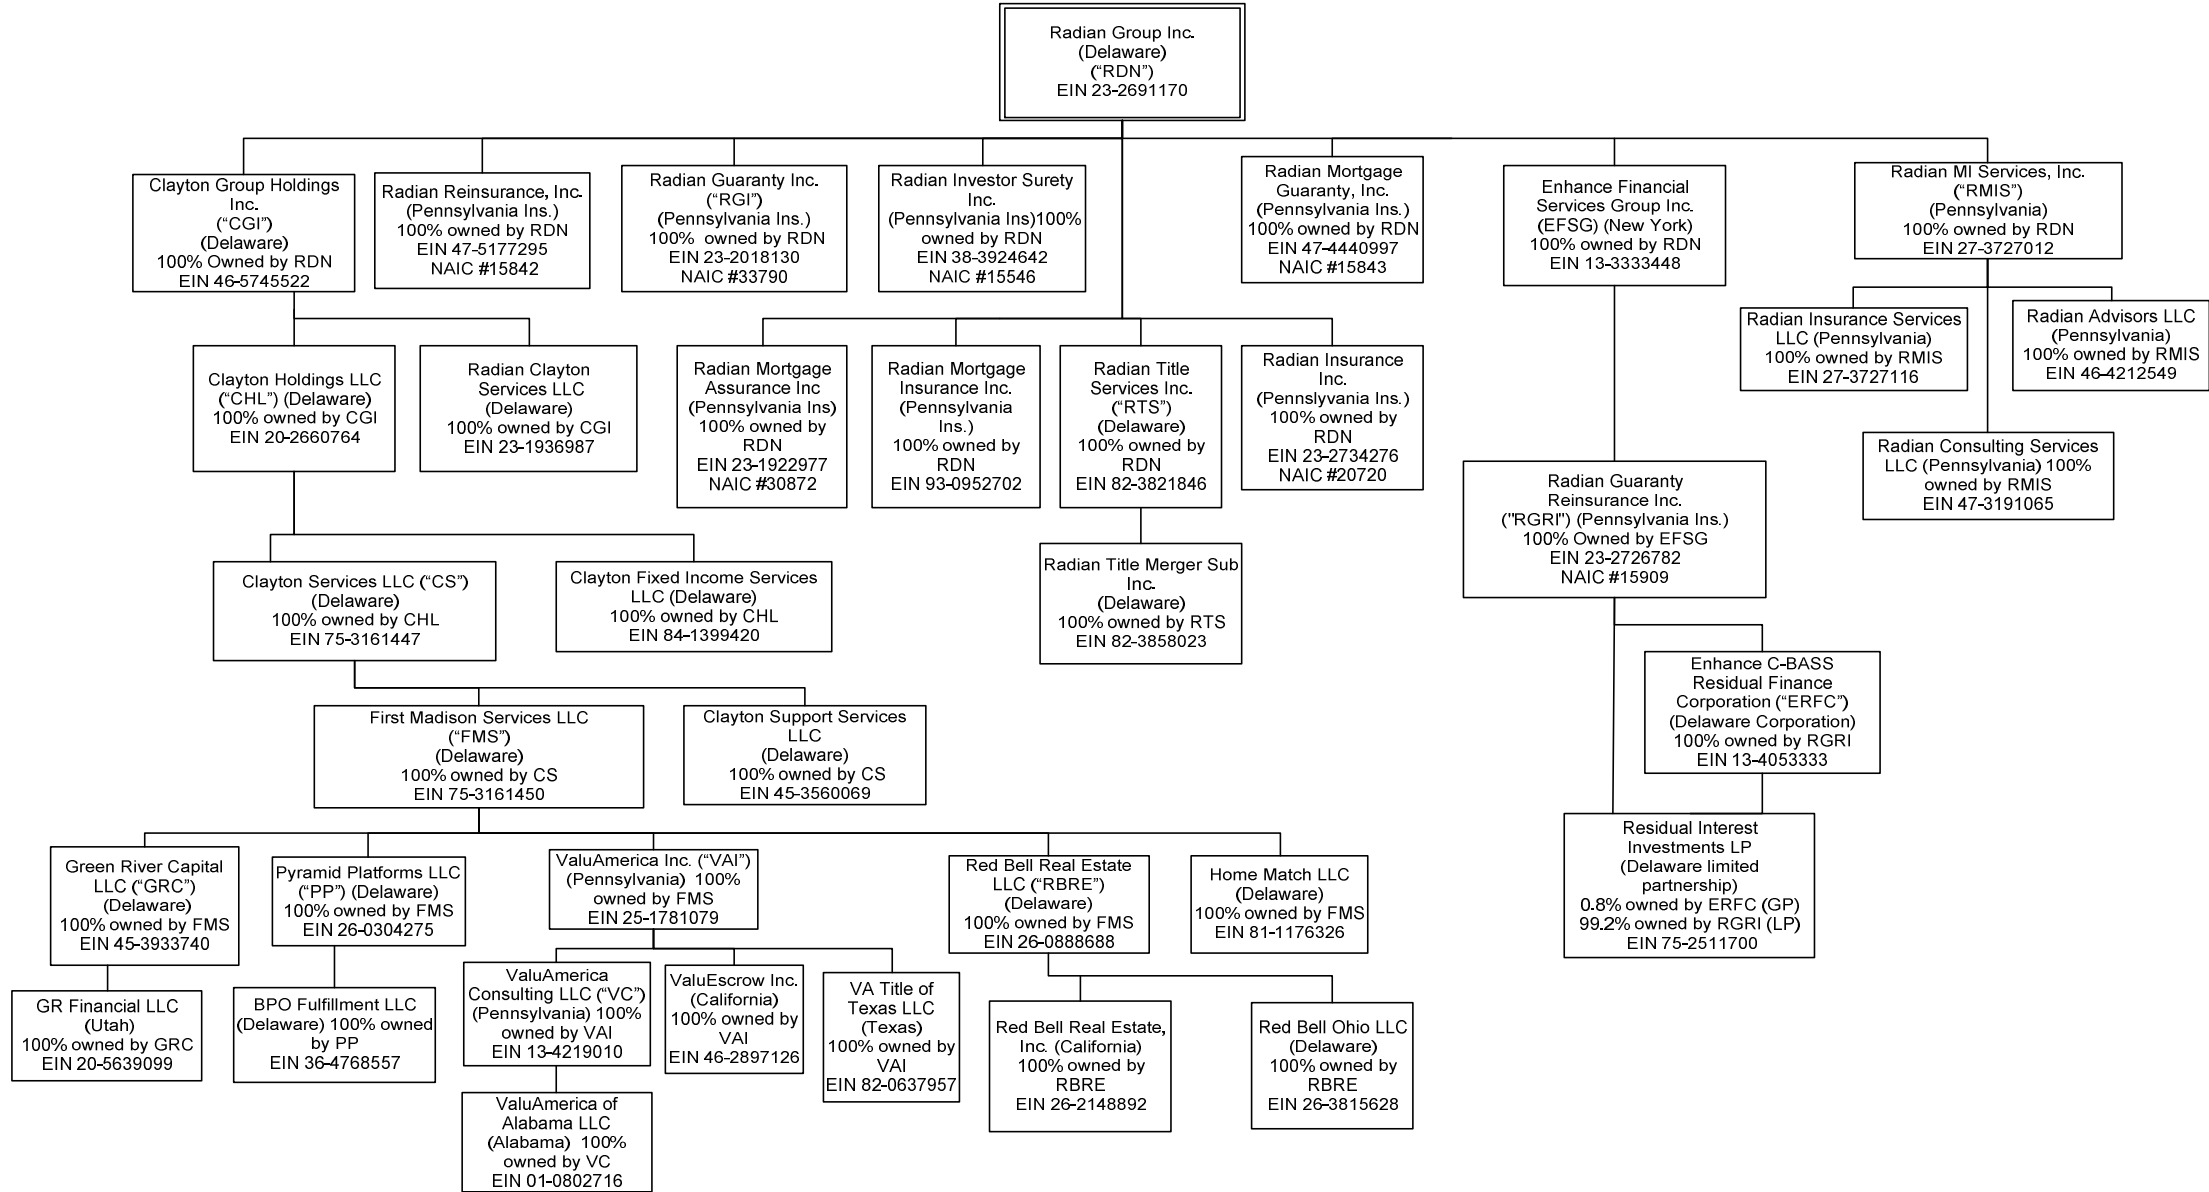 Radian Group Inc.
(Delaware)
(“RDN”)
EIN 23-2691170
Clayton Group Holdings
Inc.
(“CGI”)
(Delaware)
100% Owned by RDN
EIN 46-5745522
Radian Reinsurance, Inc.
(Pennsylvania Ins.)
100% owned by RDN
EIN 47-5177295
NAIC #15842
Radian Guaranty Inc.
(“RGI”)
(Pennsylvania Ins.)
100% owned by RDN
EIN 23-2018130
NAIC #33790
Radian Investor Surety
Inc.
(Pennsylvania Ins)100%
owned by RDN
EIN 38-3924642
NAIC #15546
Radian Mortgage
Guaranty, Inc.
(Pennsylvania Ins.)
100% owned by RDN
EIN 47-4440997
NAIC #15843
Enhance Financial
Services Group Inc.
(EFSG) (New York)
100% owned by RDN
EIN 13-3333448
Radian MI Services, Inc.
(“RMIS”)
(Pennsylvania)
100% owned by RDN
EIN 27-3727012
Clayton Holdings LLC
(“CHL”) (Delaware)
100% owned by CGI
EIN 20-2660764
Radian Clayton
Services LLC
(Delaware)
100% owned by CGI
EIN 23-1936987
Radian Mortgage
Assurance Inc
(Pennsylvania Ins)
100% owned by
RDN
EIN 23-1922977
NAIC #30872
Radian Mortgage
Insurance Inc.
(Pennsylvania
Ins.)
100% owned by
RDN
EIN 93-0952702
Radian Title
Services Inc.
(“RTS”)
(Delaware)
100% owned by
RDN
EIN 82-3821846
Radian Insurance
Inc.
(Pennslyvania Ins.)
100% owned by
RDN
EIN 23-2734276
NAIC #20720
Radian Insurance Services
LLC (Pennsylvania)
100% owned by RMIS
EIN 27-3727116
Radian Advisors LLC
(Pennsylvania)
100% owned by RMIS
EIN 46-4212549
Radian Consulting Services
LLC (Pennsylvania) 100%
owned by RMIS
EIN 47-3191065
Radian Guaranty
Reinsurance Inc.
("RGRI") (Pennsylvania Ins.)
100% Owned by EFSG
EIN 23-2726782
NAIC #15909
Clayton Services LLC (“CS”)
(Delaware)
100% owned by CHL
EIN 75-3161447
Clayton Fixed Income Services
LLC (Delaware)
100% owned by CHL
EIN 84-1399420
Radian Title Merger Sub
Inc.
(Delaware)
100% owned by RTS
EIN 82-3858023
Enhance C-BASS
Residual Finance
Corporation (“ERFC”)
(Delaware Corporation)
100% owned by RGRI
EIN 13-4053333
First Madison Services LLC
(“FMS”)
(Delaware)
100% owned by CS
EIN 75-3161450
Clayton Support Services
LLC
(Delaware)
100% owned by CS
EIN 45-3560069
Residual Interest
Investments LP
(Delaware limited
partnership)
0.8% owned by ERFC (GP)
99.2% owned by RGRI (LP)
EIN 75-2511700
Green River Capital
LLC (“GRC”)
(Delaware)
100% owned by FMS
EIN 45-3933740
Pyramid Platforms LLC
(“PP”) (Delaware)
100% owned by FMS
EIN 26-0304275
ValuAmerica Inc. (“VAI”)
(Pennsylvania) 100%
owned by FMS
EIN 25-1781079
Red Bell Real Estate
LLC (“RBRE”)
(Delaware)
100% owned by FMS
EIN 26-0888688
Home Match LLC
(Delaware)
100% owned by FMS
EIN 81-1176326
GR Financial LLC
(Utah)
100% owned by GRC
EIN 20-5639099
BPO Fulfillment LLC
(Delaware) 100% owned
by PP
EIN 36-4768557
ValuAmerica
Consulting LLC (“VC”)
(Pennsylvania) 100%
owned by VAI
EIN 13-4219010
ValuEscrow Inc.
(California)
100% owned by
VAI
EIN 46-2897126
VA Title of
Texas LLC
(Texas)
100% owned by
VAI
EIN 82-0637957
Red Bell Real Estate,
Inc. (California)
100% owned by
RBRE
EIN 26-2148892
Red Bell Ohio LLC
(Delaware)
100% owned by
RBRE
EIN 26-3815628
ValuAmerica of
Alabama LLC
(Alabama) 100%
owned by VC
EIN 01-0802716